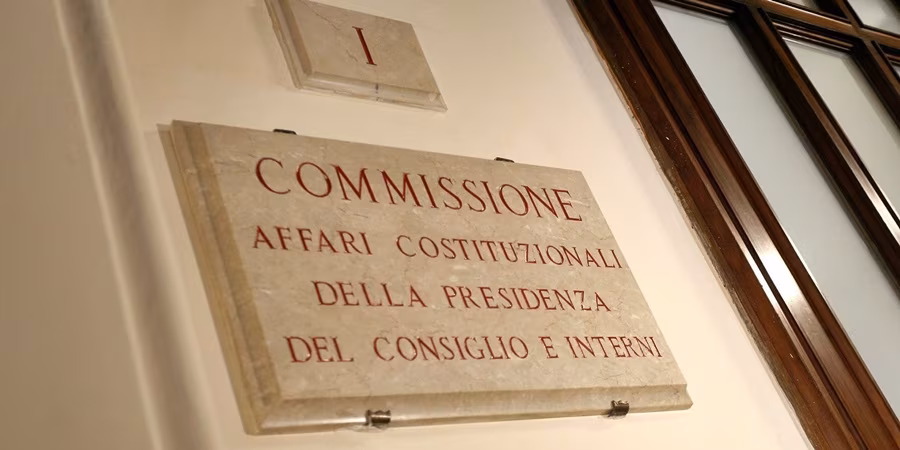 I
COMMISSIONE
AFFARI COSTITUZIONALI
DELLA PRESIDENZA
DEL CONSIGLIO E INTERNI